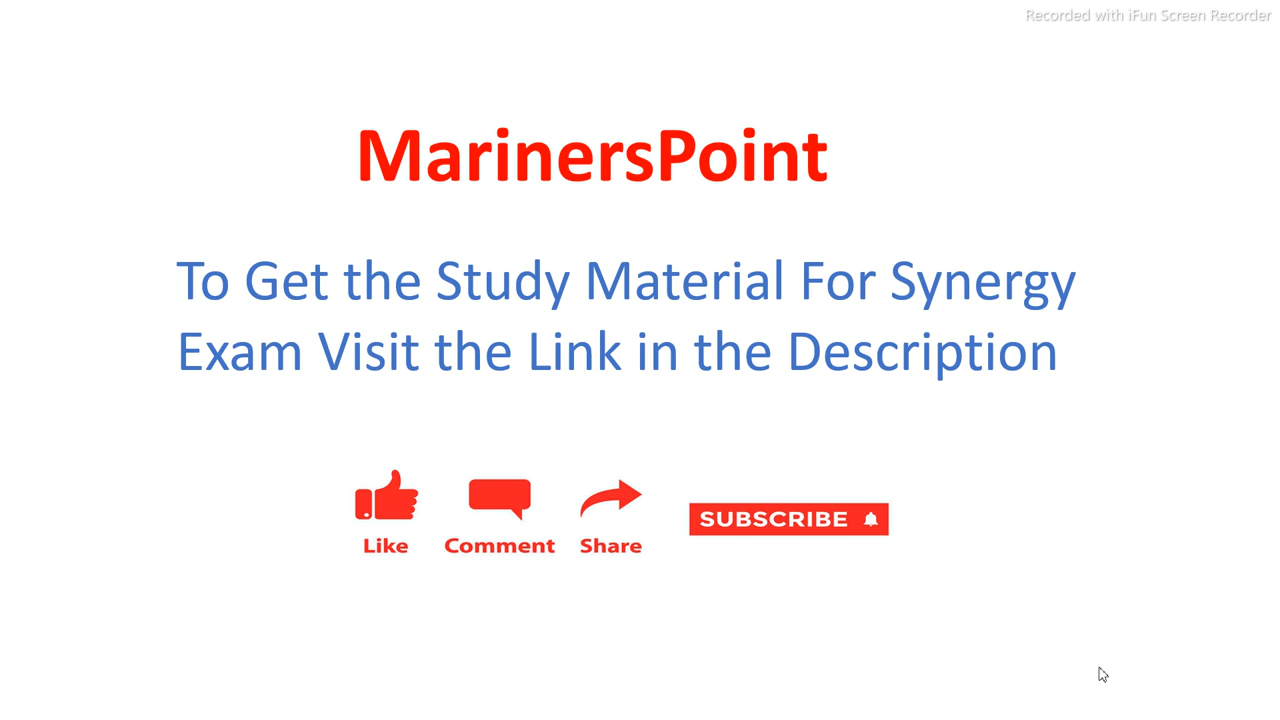 Recorded with iFun Screen Recorder
MarinersPoint
To Get the Study Material For Synergy
Exam Visit the Link in the Description
SUBSCRIBE
Like Comment Share